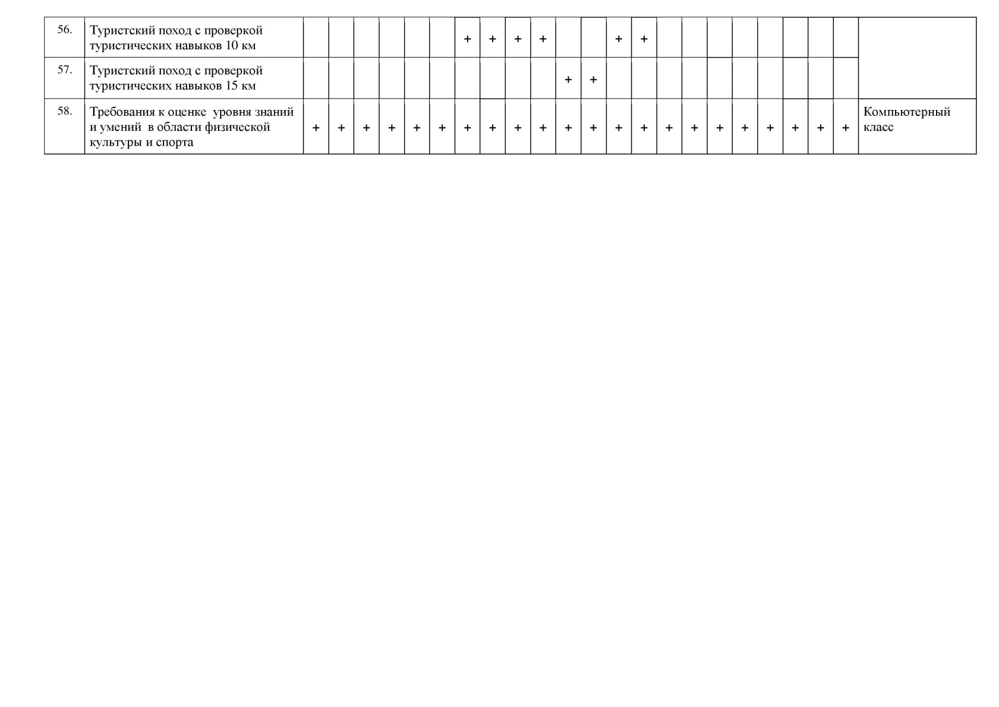 56.
Туристский поход с проверкой
туристических навыков 10 км
+ + + + + +
57.
Туристский поход с проверкой
туристических навыков 15 км
+ +
58.
Требования к оценке уровня знаний
и умений в области физической
культуры и спорта
+ + + + + + + + + + + + + + + + + + + + + +
Компьютерный
класс